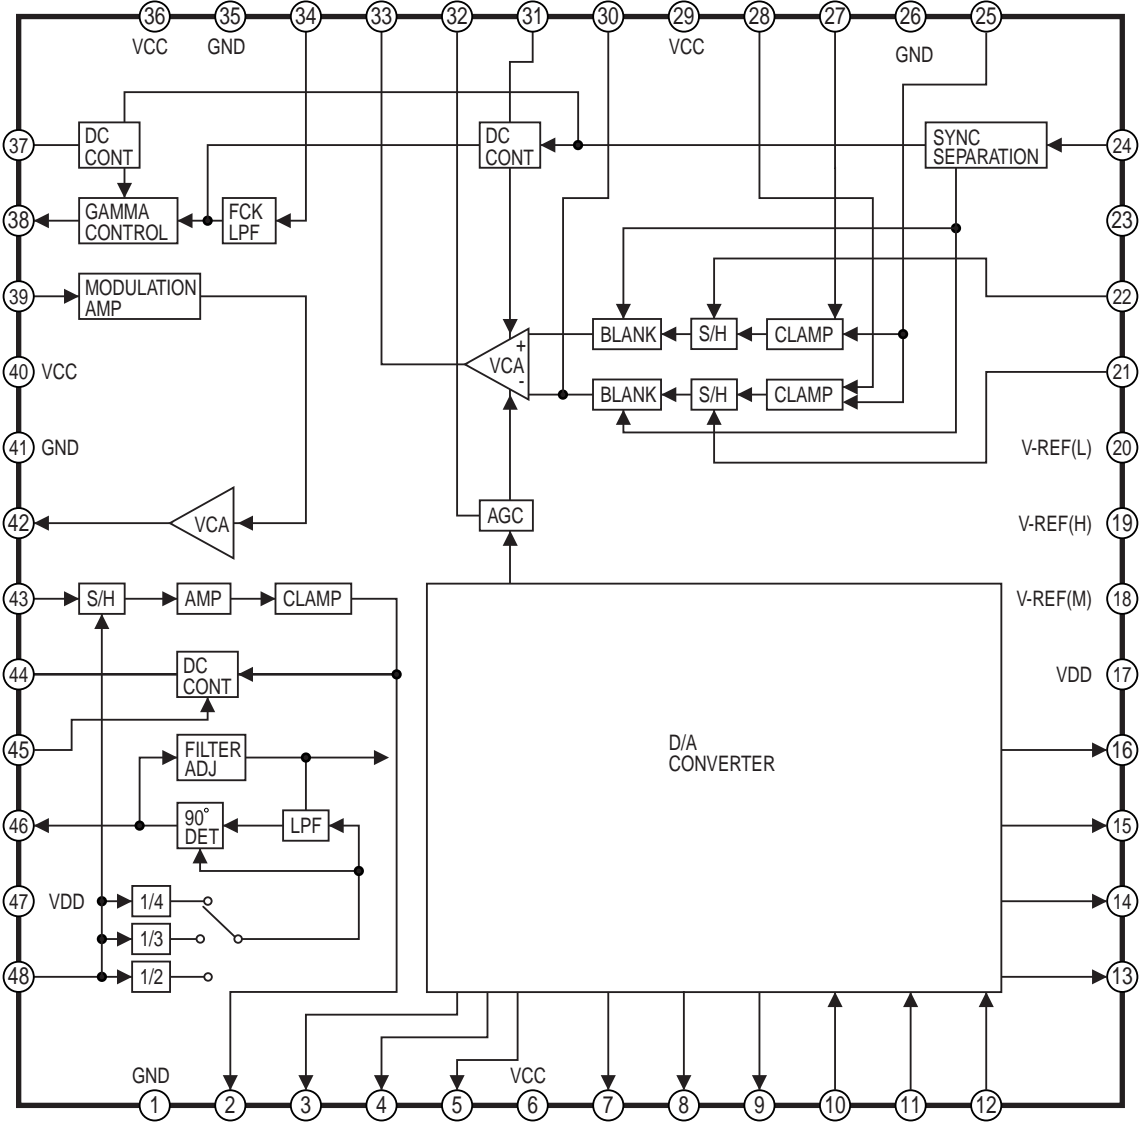 36 35 34 33 32 31 30 29 28 27 26 25
VCC GND VCC GND
37 DC DC SYNC 24
CONT CONT SEPARATION
38 GAMMA FCK 23
CONTROL LPF
39 MODULATION 22
AMP
BLANK S/H CLAMP
+
VCA
-
40 VCC 21
BLANK S/H CLAMP
41 GND V-REF(L) 20
42 VCA AGC V-REF(H) 19
43 S/H AMP CLAMP V-REF(M) 18
44 DC VDD 17
CONT
45 FILTER D/A 16
ADJ CONVERTER
46 90° LPF 15
DET
47 VDD 1/4 14
1/3
48 1/2 13
GND VCC
1 2 3 4 5 6 7 8 9 10 11 12